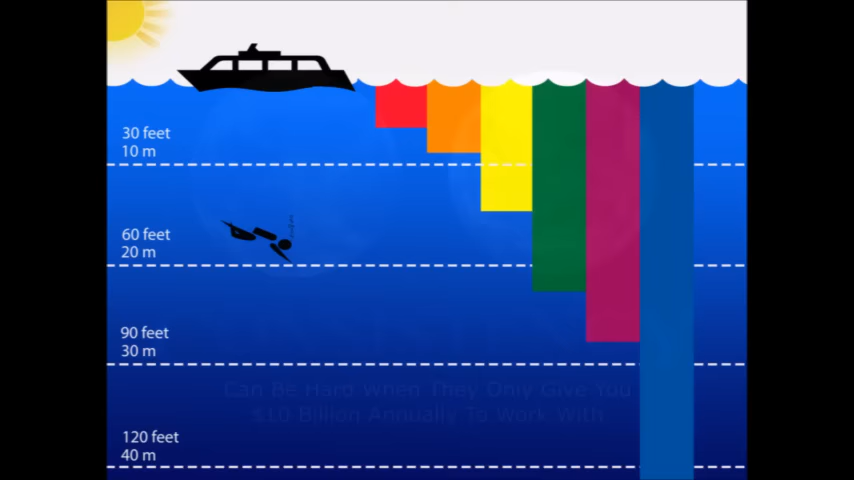 30 feet
10 m
60 feet
20 m
90 feet
30 m
Can Be Hard When They Only Give You
$10 Billion Annually To Work With
120 feet
40 m